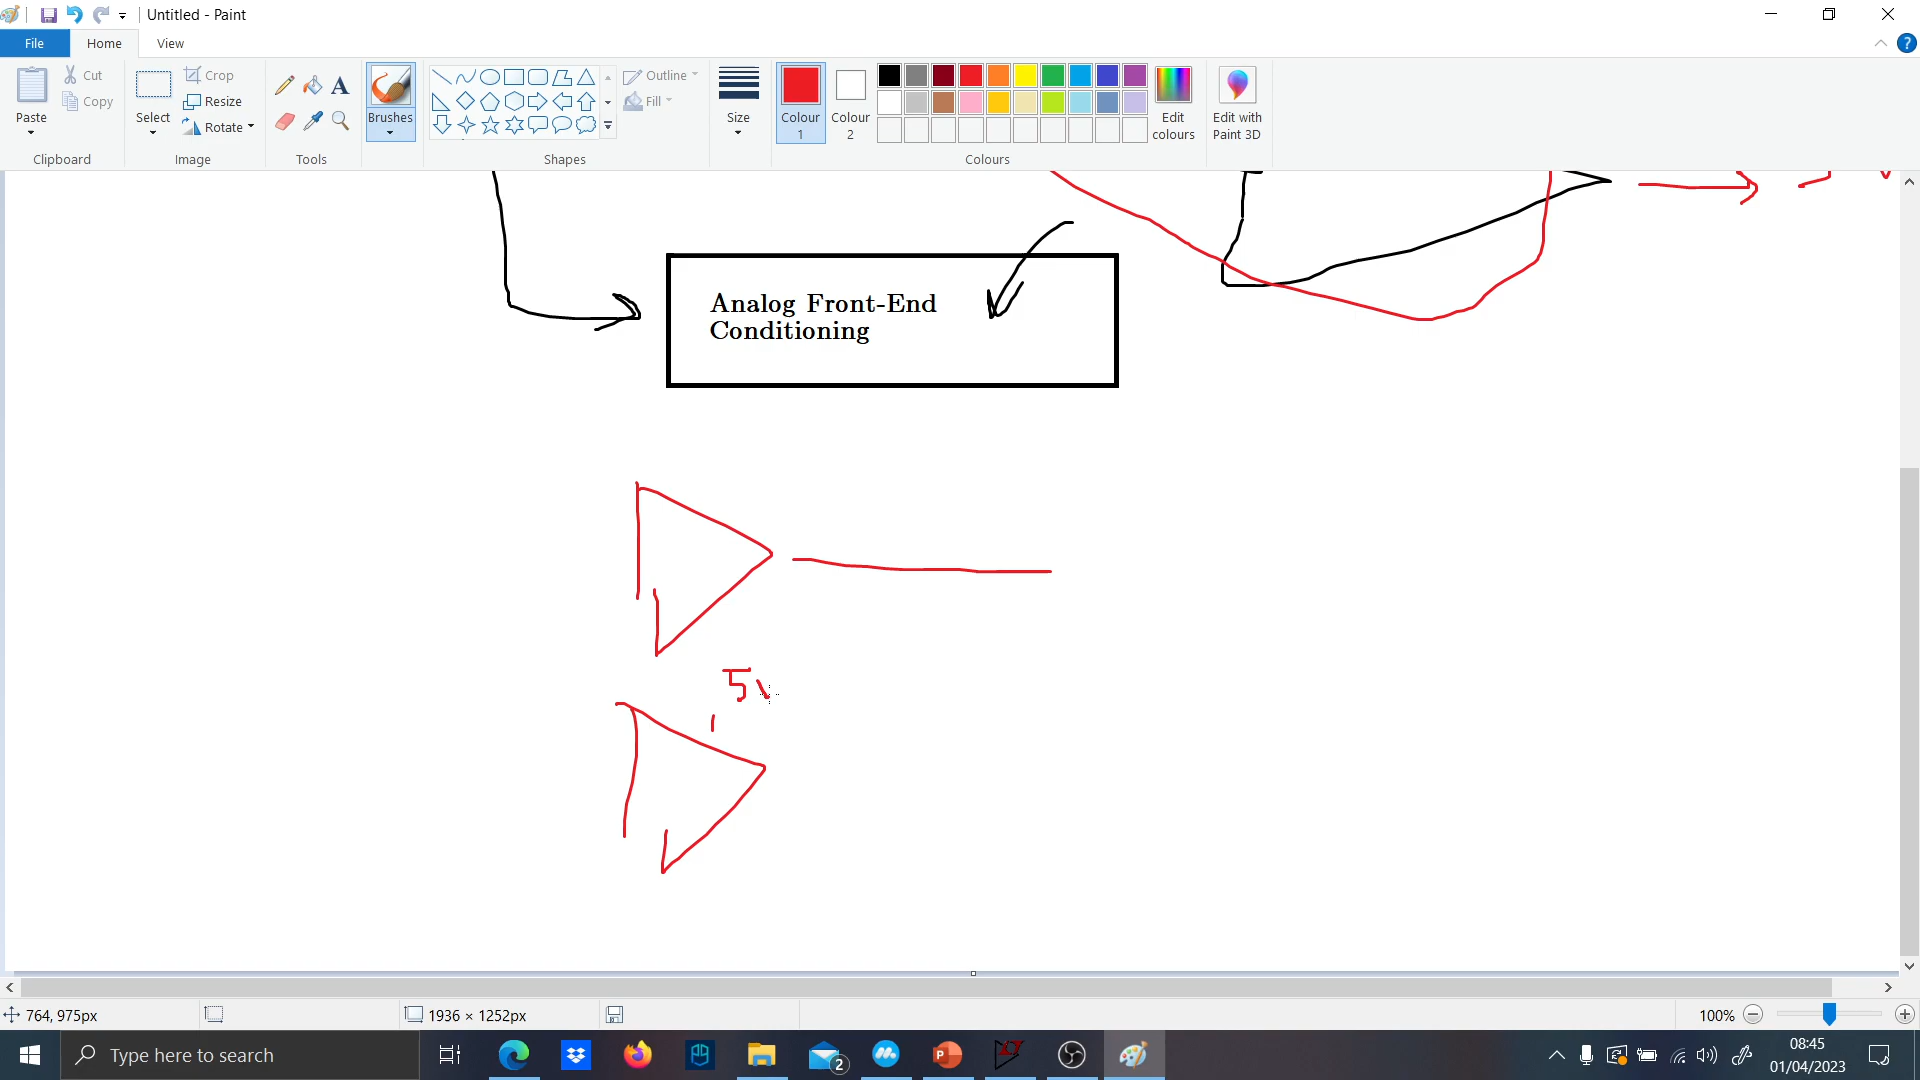 Untitled - Paint
File Home View
Paste
Cut
Copy
Clipboard
Select
Crop
Resize
Rotate
Image
Tools
Brushes
Shapes
Outline
Fill
Size
Colour 1
Colour 2
Colours
Edit colours
Edit with Paint 3D
Analog Front-End
Conditioning
5v
764, 975px
1936 × 1252px
100%
Type here to search
2
08:45
01/04/2023